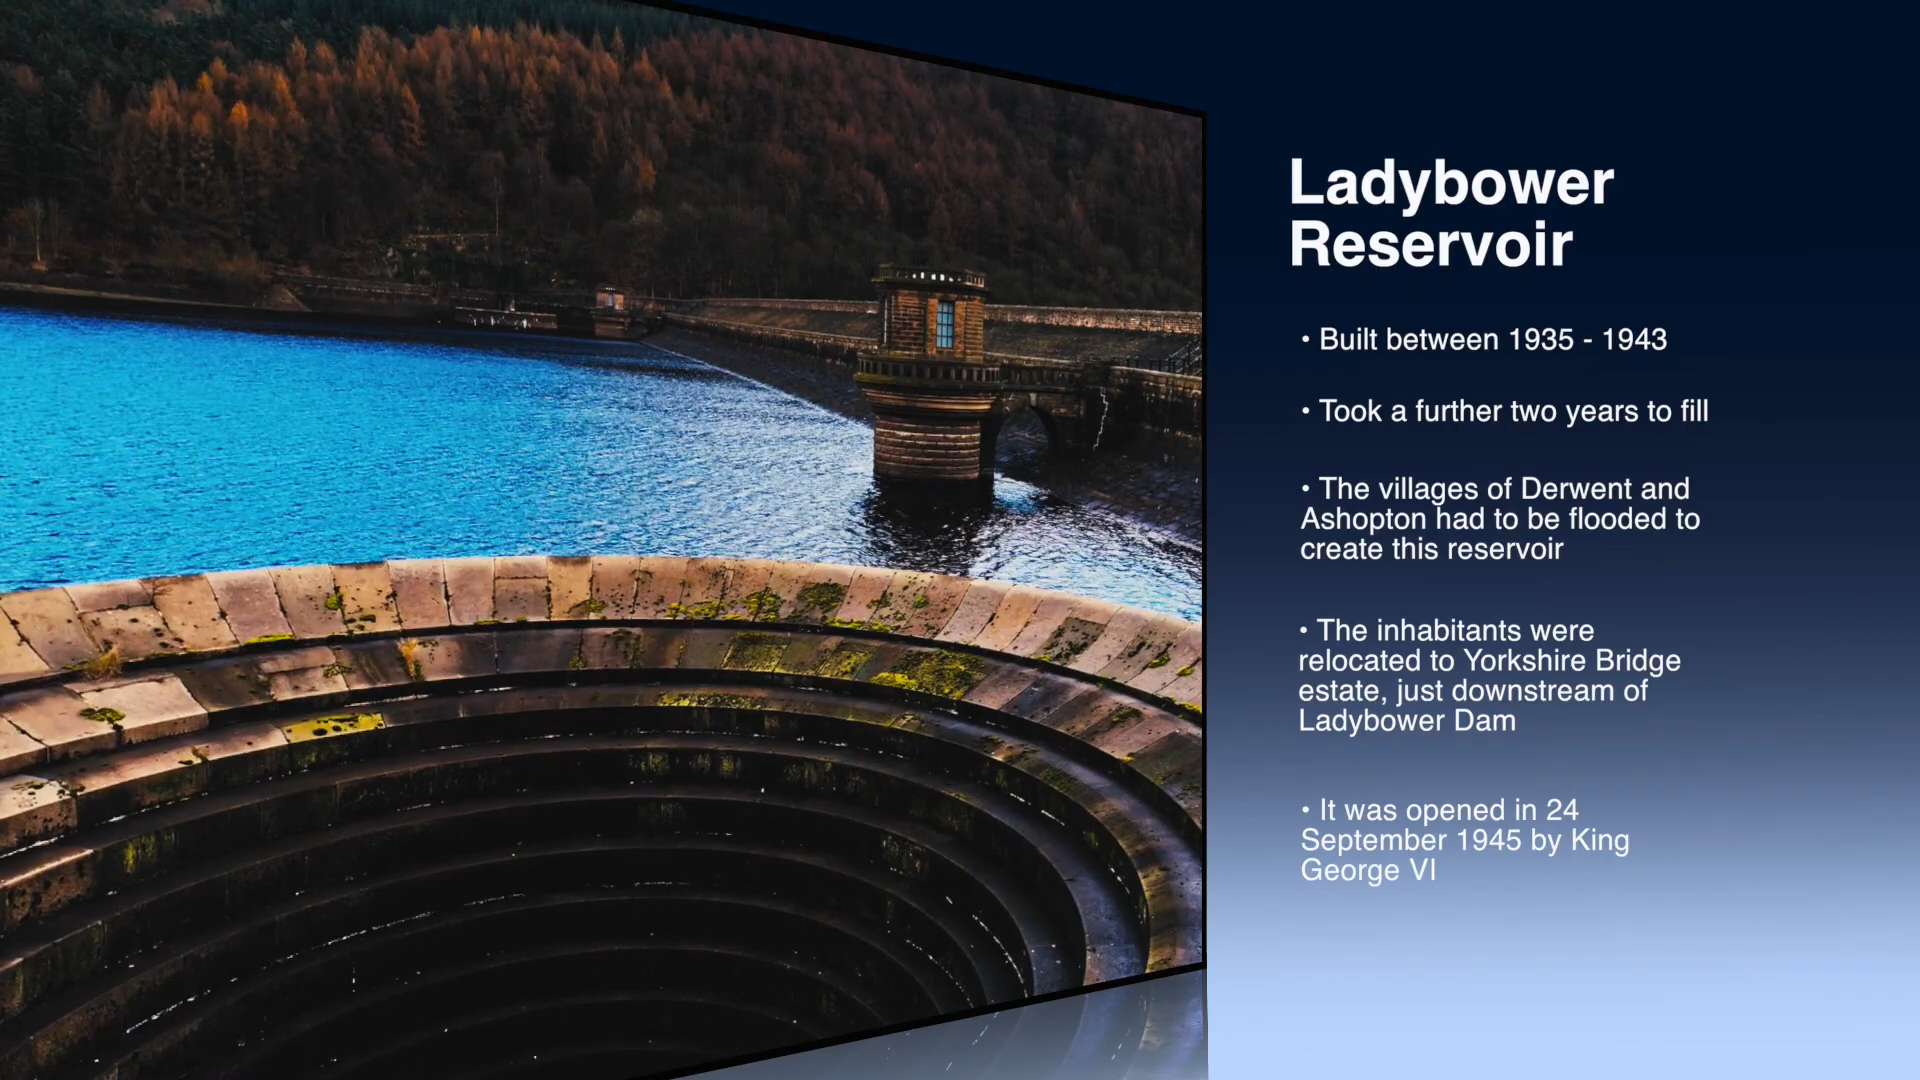 Ladybower
Reservoir
• Built between 1935 - 1943
• Took a further two years to fill
• The villages of Derwent and
Ashopton had to be flooded to
create this reservoir
• The inhabitants were
relocated to Yorkshire Bridge
estate, just downstream of
Ladybower Dam
• It was opened in 24
September 1945 by King
George VI